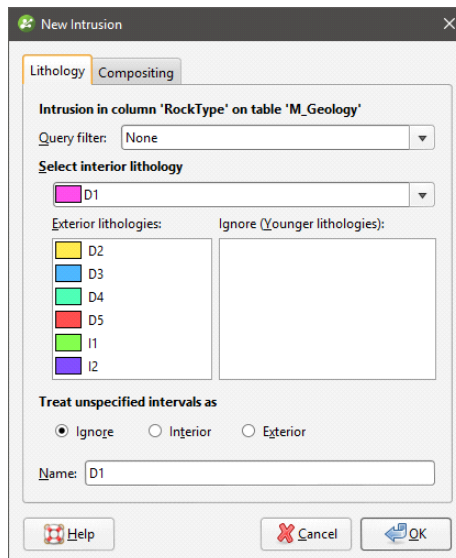 New Intrusion
Lithology Compositing
Intrusion in column 'RockType' on table 'M_Geology'
Query filter: None
Select interior lithology
D1
Exterior lithologies: Ignore (Younger lithologies):
D2
D3
D4
D5
I1
I2
Treat unspecified intervals as
Ignore Interior Exterior
Name: D1
Help Cancel OK